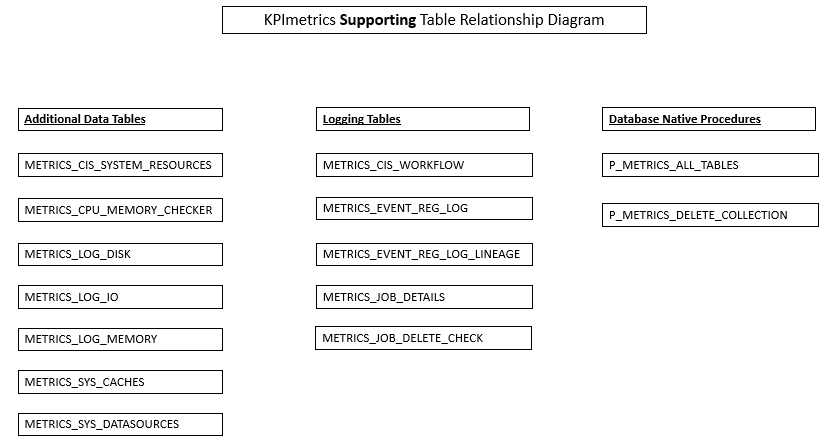 KPImetrics Supporting Table Relationship Diagram
Additional Data Tables
METRICS_CIS_SYSTEM_RESOURCES
METRICS_CPU_MEMORY_CHECKER
METRICS_LOG_DISK
METRICS_LOG_IO
METRICS_LOG_MEMORY
METRICS_SYS_CACHES
METRICS_SYS_DATASOURCES
Logging Tables
METRICS_CIS_WORKFLOW
METRICS_EVENT_REG_LOG
METRICS_EVENT_REG_LOG_LINEAGE
METRICS_JOB_DETAILS
METRICS_JOB_DELETE_CHECK
Database Native Procedures
P_METRICS_ALL_TABLES
P_METRICS_DELETE_COLLECTION